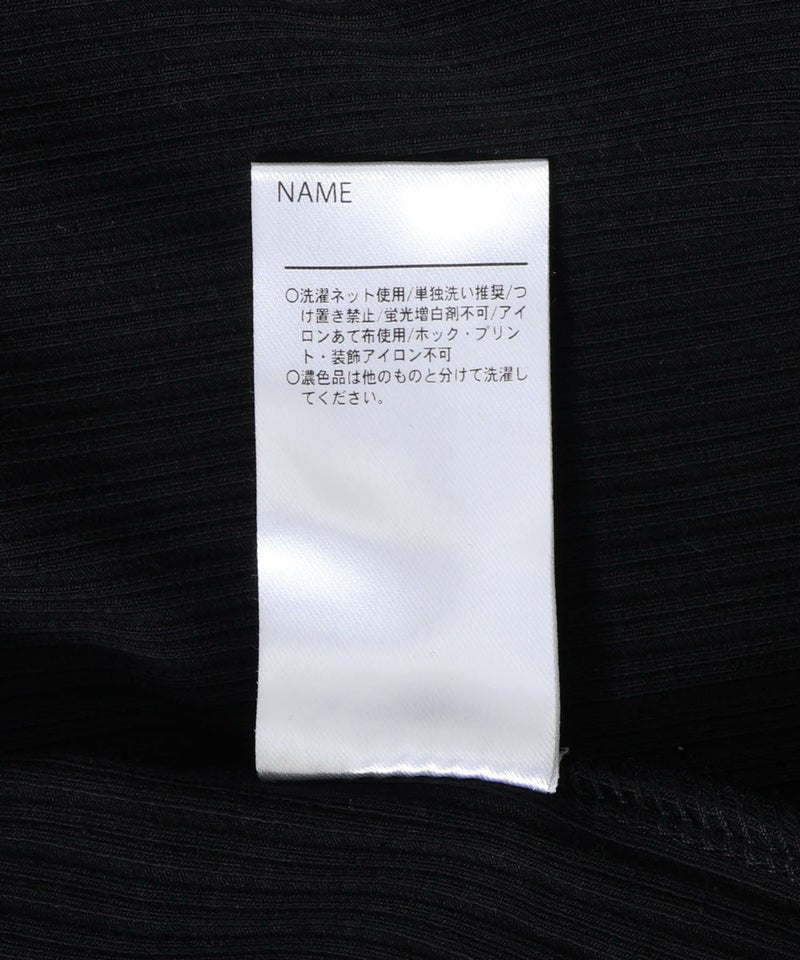 NAME
○洗濯ネット使用/単独洗い推奨/つ
け置き禁止/蛍光増白剤不可/アイ
ロンあて布使用/ホック・プリン
ト・装飾アイロン不可
○濃色品は他のものと分けて洗濯し
てください。